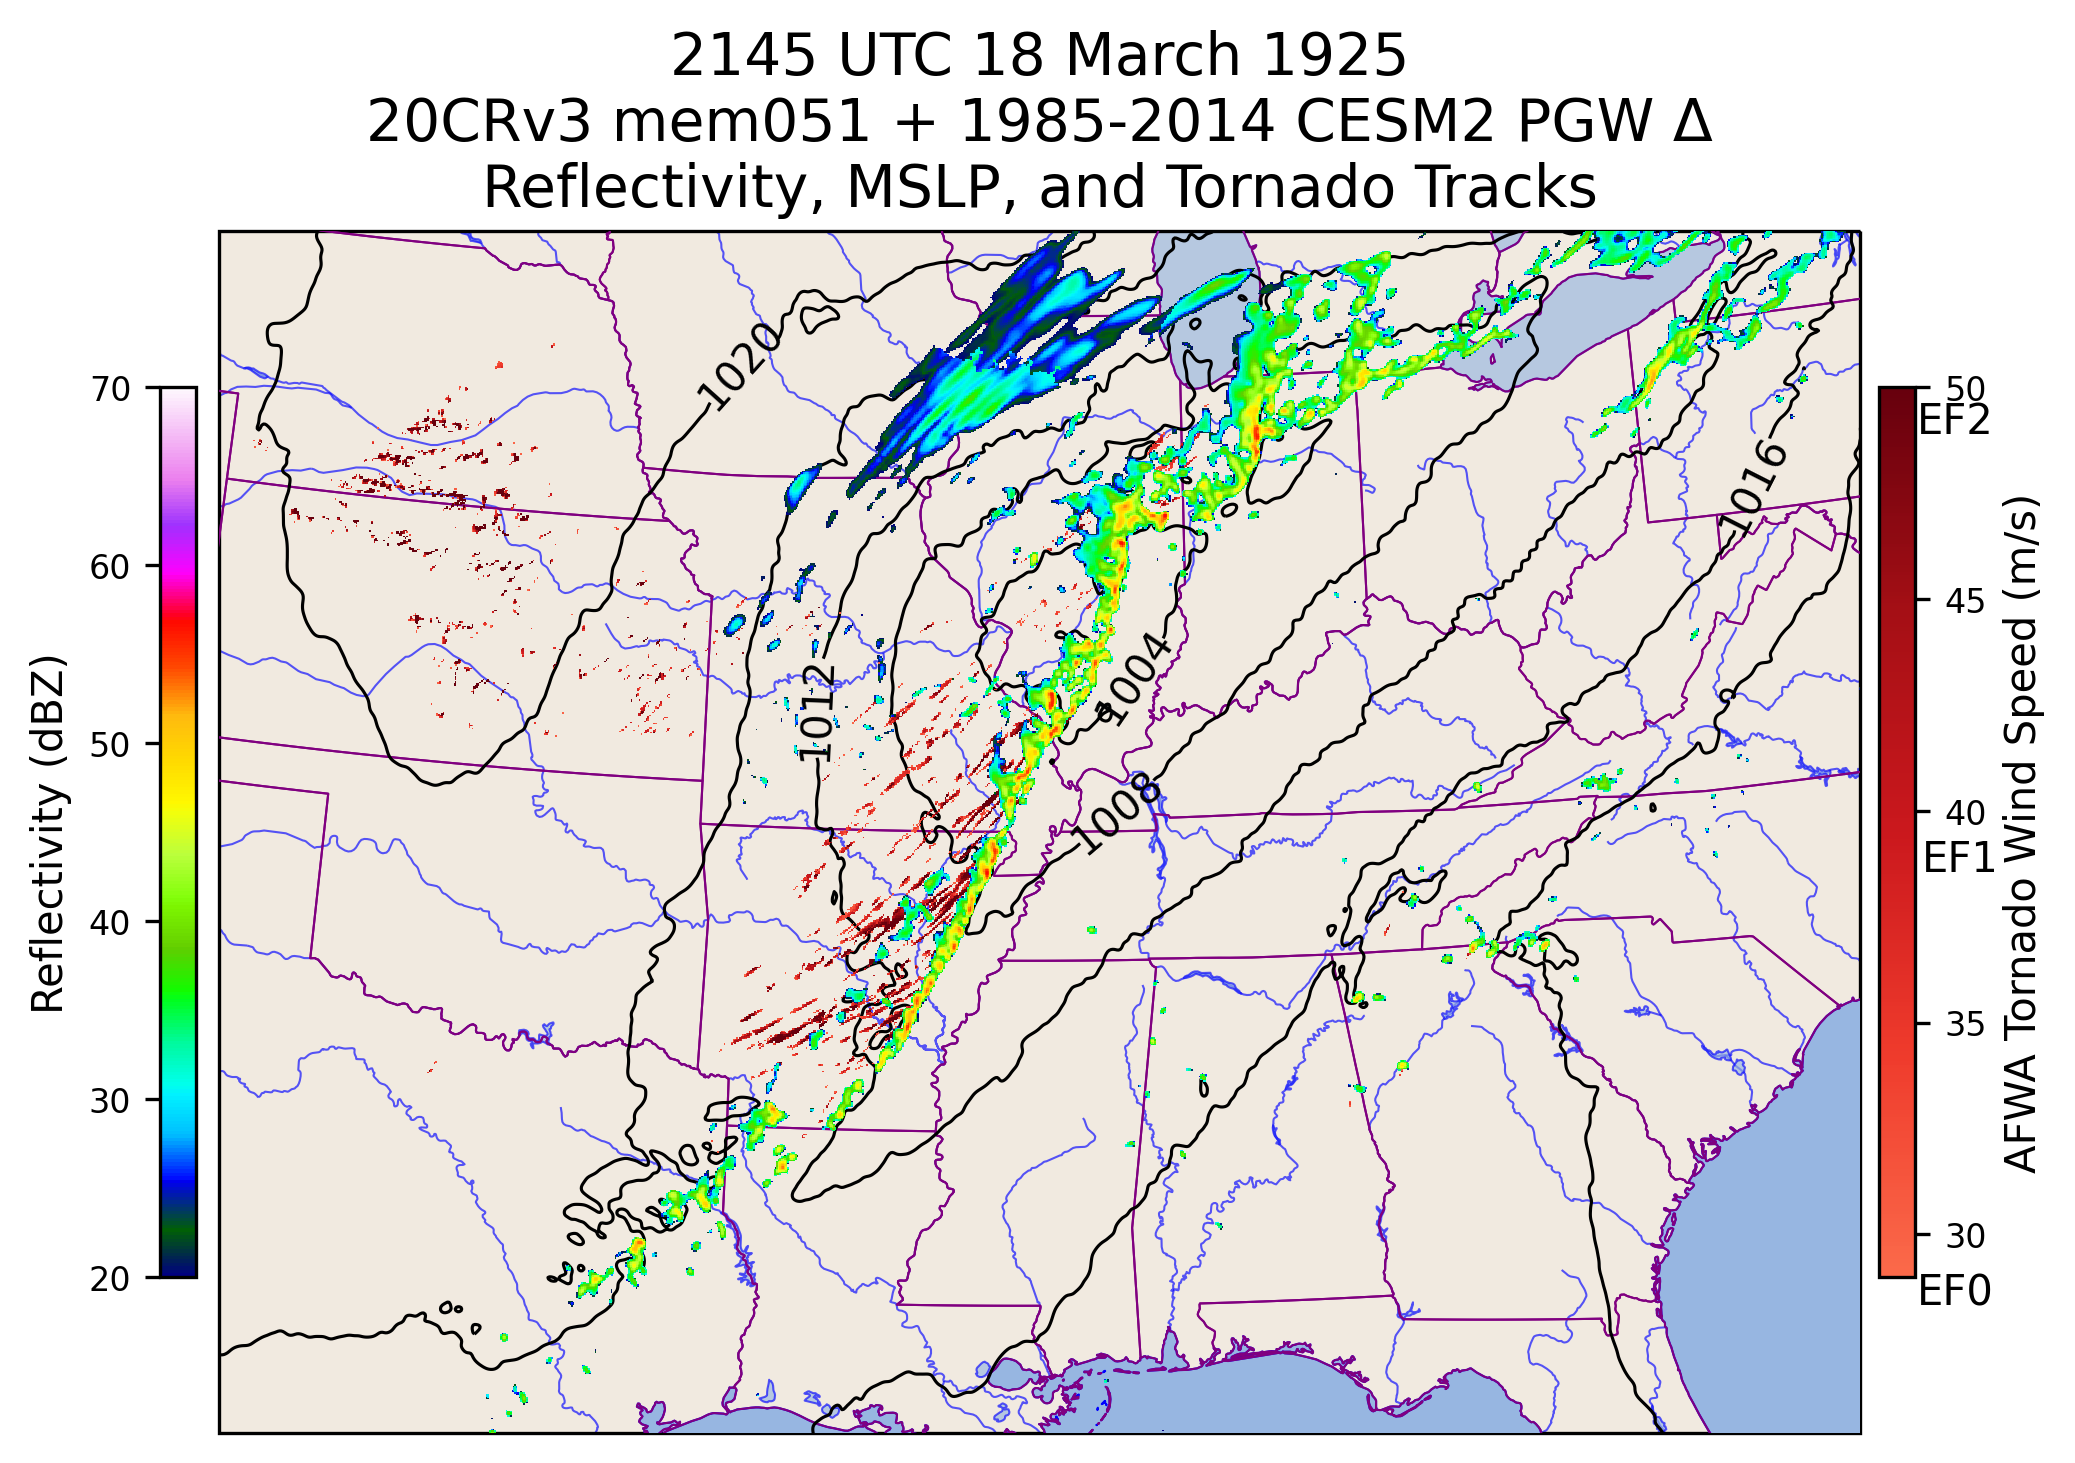 2145 UTC 18 March 1925
20CRv3 mem051 + 1985-2014 CESM2 PGW Δ
Reflectivity, MSLP, and Tornado Tracks
70
60
50
40
30
20
Reflectivity (dBZ)
1020
1016
1012
1004
1008
50
EF2
45
40
EF1
35
30
EF0
AFWA Tornado Wind Speed (m/s)